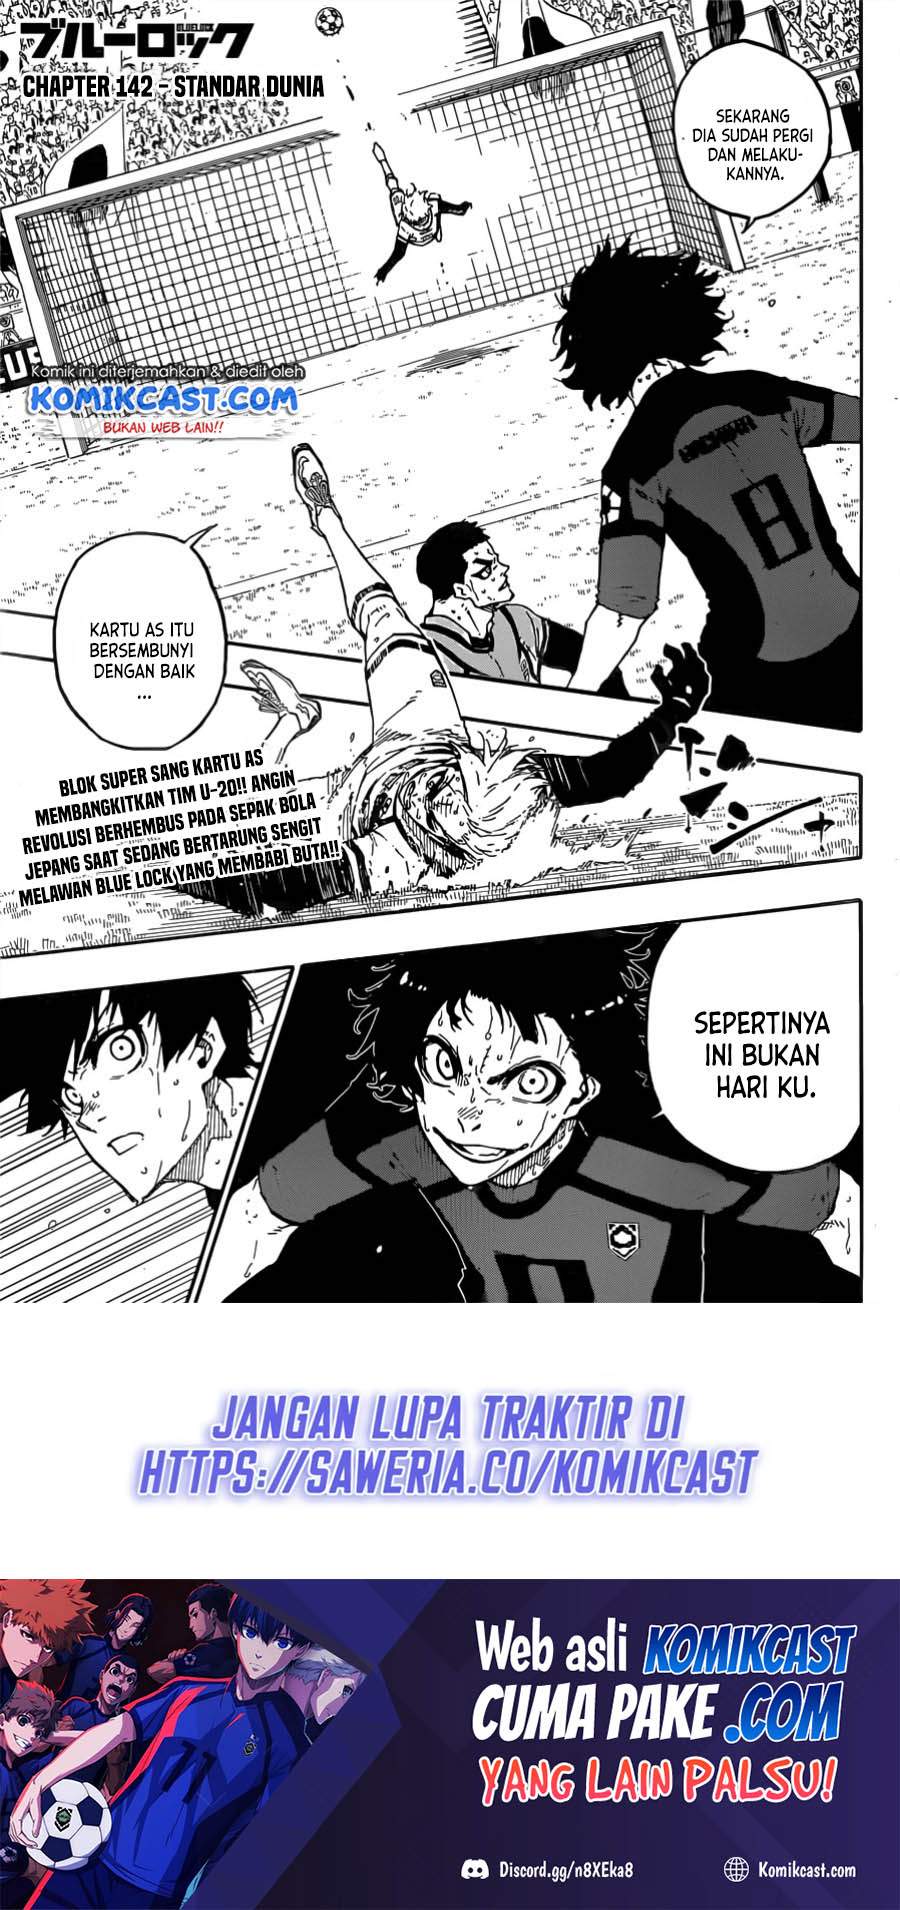 ブルーロック
BLUELOCK
CHAPTER 142 - STANDAR DUNIA
SEKARANG
DIA SUDAH PERGI
DAN MELAKU-
KANNYA.
Komik ini diterjemahkan & diedit oleh
KOMIKCAST.COM
BUKAN WEB LAIN!!
8
KARTU AS ITU
BERSEMBUNYI
DENGAN BAIK
...
BLOK SUPER SANG KARTU AS
MEMBANGKITKAN TIM U-20!! ANGIN
REVOLUSI BERHEMBUS PADA SEPAK BOLA
JEPANG SAAT SEDANG BERTARUNG SENGIT
MELAWAN BLUE LOCK YANG MEMBABI BUTA!!
SEPERTINYA
INI BUKAN
HARI KU.
JANGAN LUPA TRAKTIR DI
HTTPS://SAWERIA.CO/KOMIKCAST
Web asli KOMIKCAST
CUMA PAKE .COM
YANG LAIN PALSU!
Discord.gg/n8XEka8
Komikcast.com